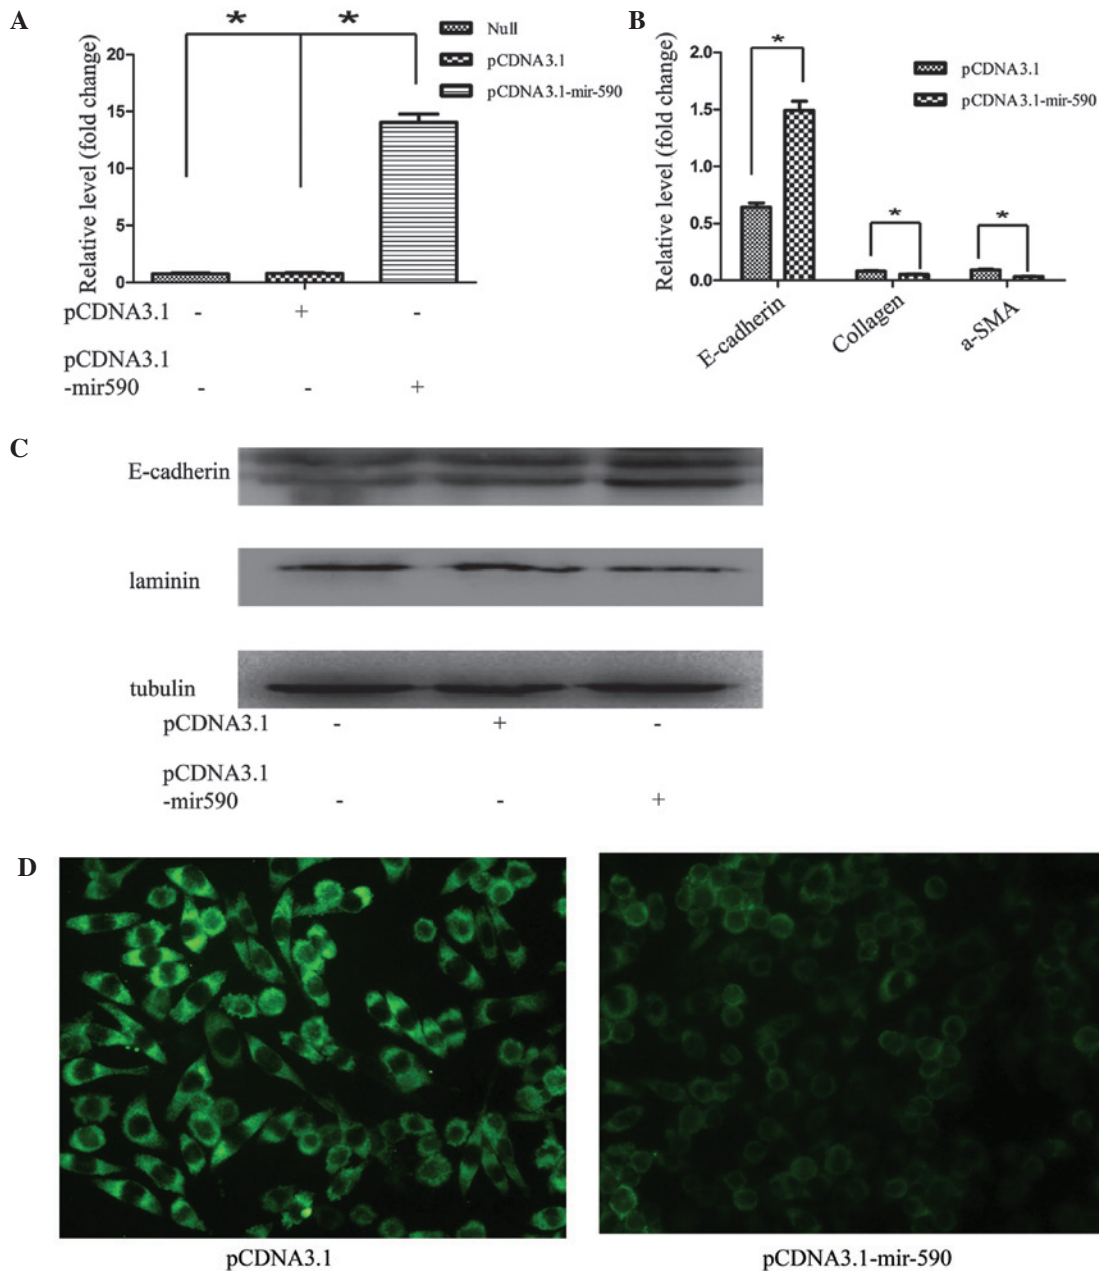 A
* *
Null
pCDNA3.1
pCDNA3.1-mir-590
Relative level (fold change)
20
15
10
5
0
pCDNA3.1 - + -
pCDNA3.1
-mir590 - - +
B
*
pCDNA3.1
pCDNA3.1-mir-590
Relative level (fold change)
2.0
1.5
1.0
0.5
0.0
*
*
E-cadherin
Collagen
a-SMA
C
E-cadherin
laminin
tubulin
pCDNA3.1 - + -
pCDNA3.1
-mir590 - - +
D
pCDNA3.1
pCDNA3.1-mir-590